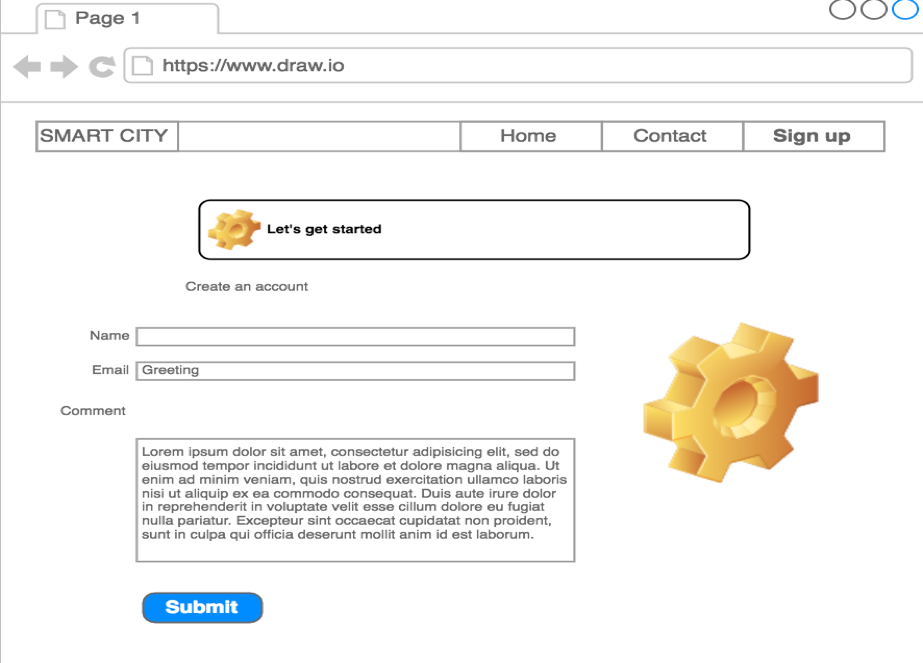 Page 1
https://www.draw.io
SMART CITY Home Contact Sign up
Let's get started
Create an account
Name
Email Greeting
Comment
Lorem ipsum dolor sit amet, consectetur adipisicing elit, sed do
eiusmod tempor incididunt ut labore et dolore magna aliqua. Ut
enim ad minim veniam, quis nostrud exercitation ullamco laboris
nisi ut aliquip ex ea commodo consequat. Duis aute irure dolor
in reprehenderit in voluptate velit esse cillum dolore eu fugiat
nulla pariatur. Excepteur sint occaecat cupidatat non proident,
sunt in culpa qui officia deserunt mollit anim id est laborum.
Submit